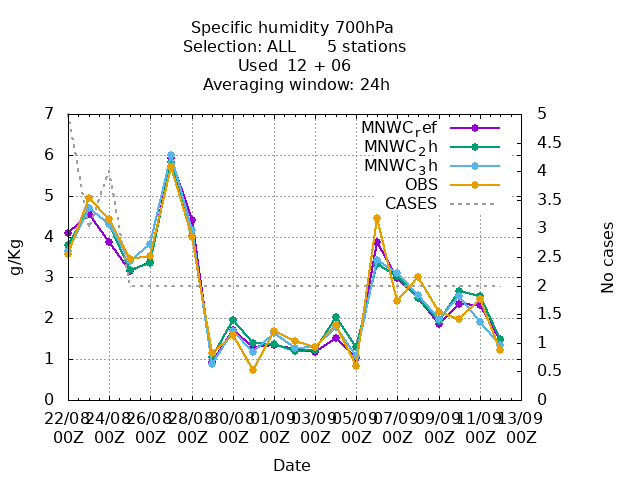 Specific humidity 700hPa
Selection: ALL 5 stations
Used 12 + 06
Averaging window: 24h
7
6
5
4
3
2
1
0
g/Kg
5
4.5
4
3.5
3
2.5
2
1.5
1
0.5
0
No cases
MNWC_ref
MNWC_2h
MNWC_3h
OBS
CASES
22/08 24/08 26/08 28/08 30/08 01/09 03/09 05/09 07/09 09/09 11/09 13/09
00Z 00Z 00Z 00Z 00Z 00Z 00Z 00Z 00Z 00Z 00Z 00Z
Date